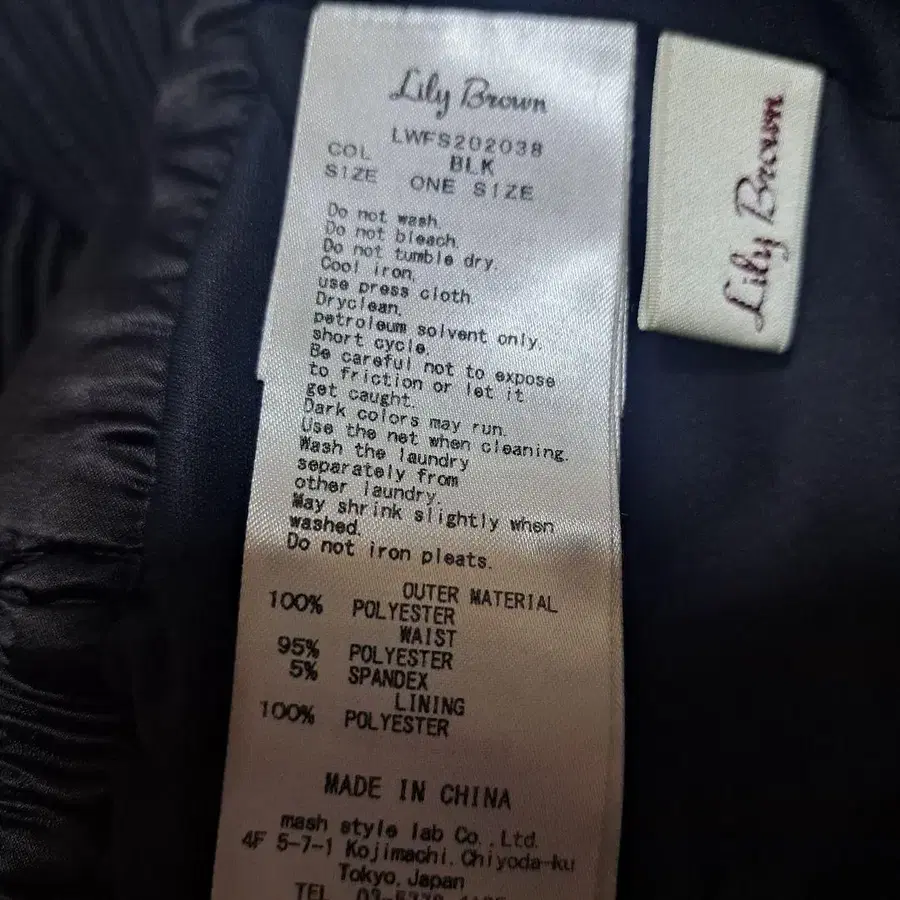 Lily Brown
LWFS202038
COL BLK
SIZE ONE SIZE
Do not wash.
Do not bleach.
Do not tumble dry.
Cool iron.
use press cloth.
Dryclean.
petroleum solvent only.
short cycle.
Be careful not to expose
to friction or let it
get caught.
Dark colors may run.
Use the net when cleaning.
Wash the laundry
separately from
other laundry.
May shrink slightly when
washed.
Do not iron pleats.
OUTER MATERIAL
100% POLYESTER
WAIST
95% POLYESTER
5% SPANDEX
LINING
100% POLYESTER
MADE IN CHINA
mash style lab Co., Ltd.
4F 5-7-1 Kojimachi, Chiyoda-ku
Tokyo, Japan
TEL
Lily Brown